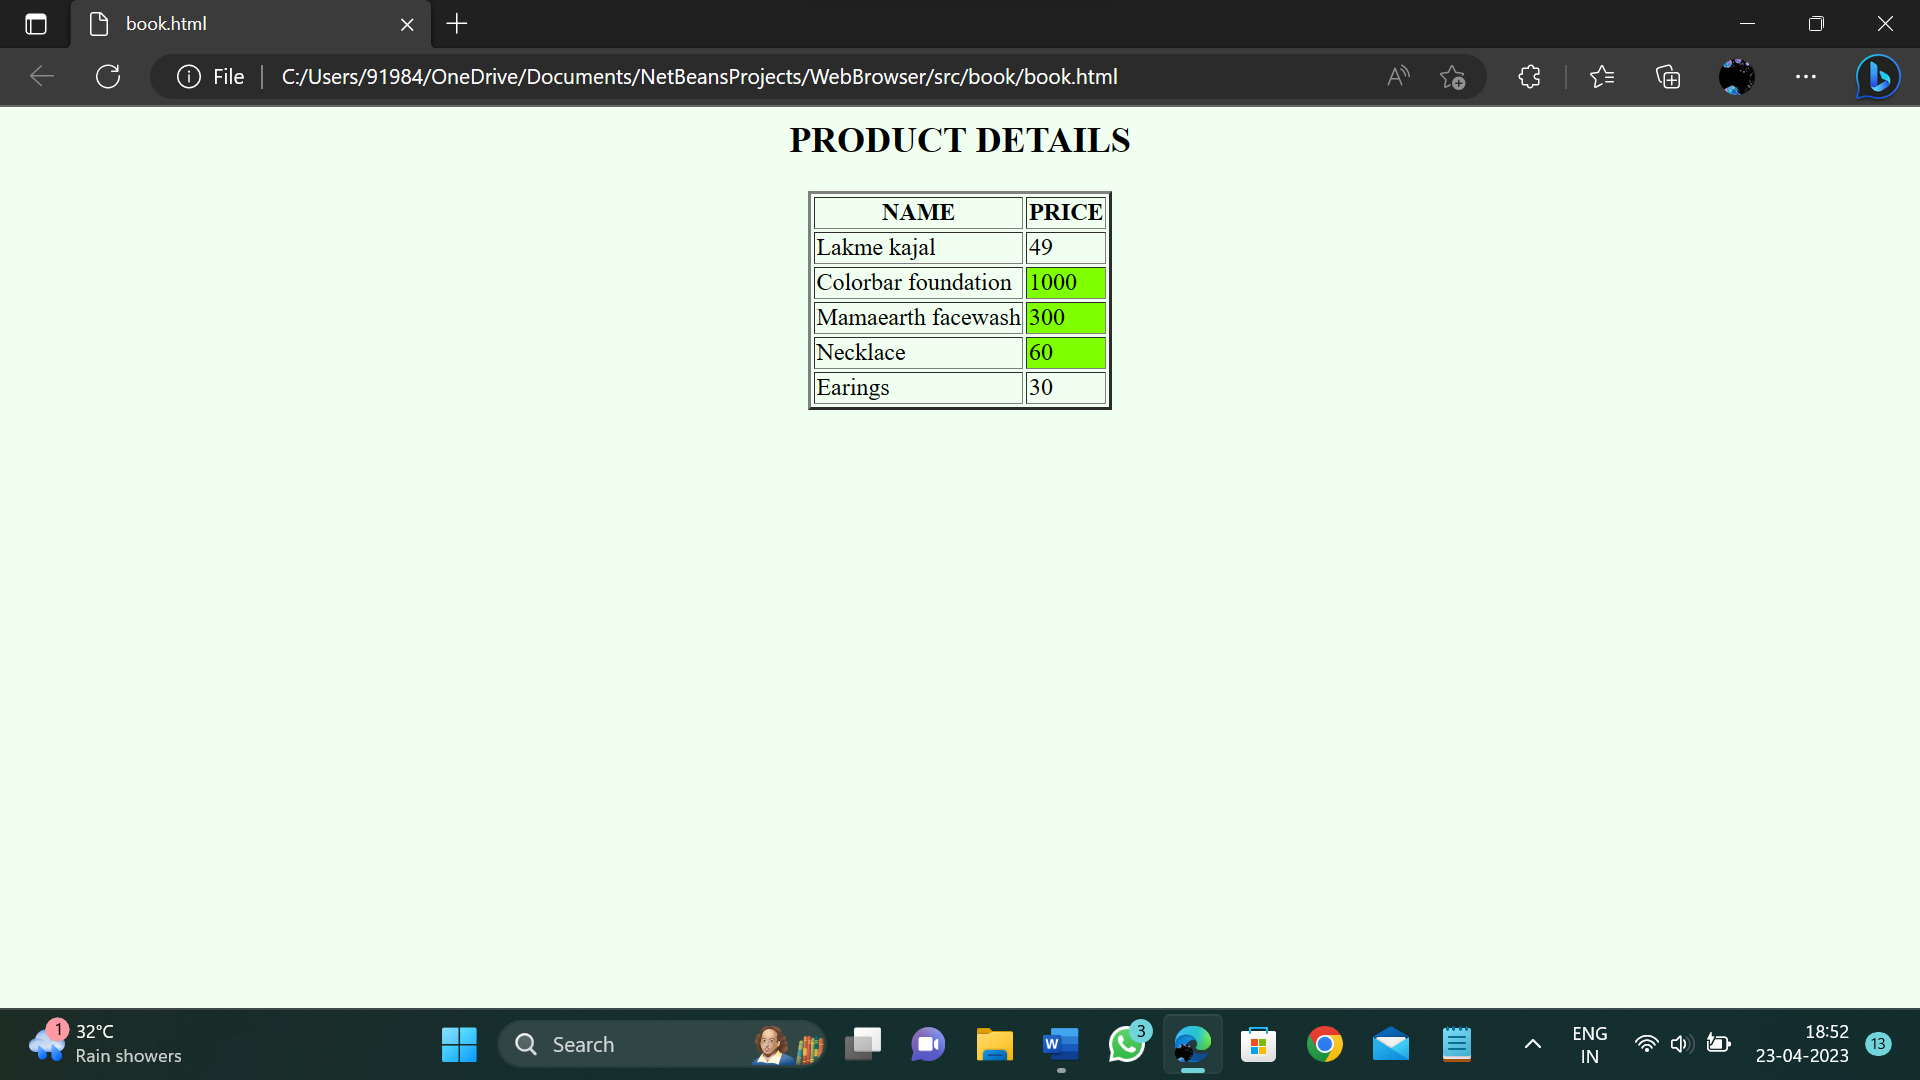 book.html
File C:/Users/91984/OneDrive/Documents/NetBeansProjects/WebBrowser/src/book/book.html
PRODUCT DETAILS
NAME PRICE
Lakme kajal 49
Colorbar foundation 1000
Mamaearth facewash 300
Necklace 60
Earings 30
1 32°C
Rain showers
Search
W
3
ENG
IN
18:52
23-04-2023
13